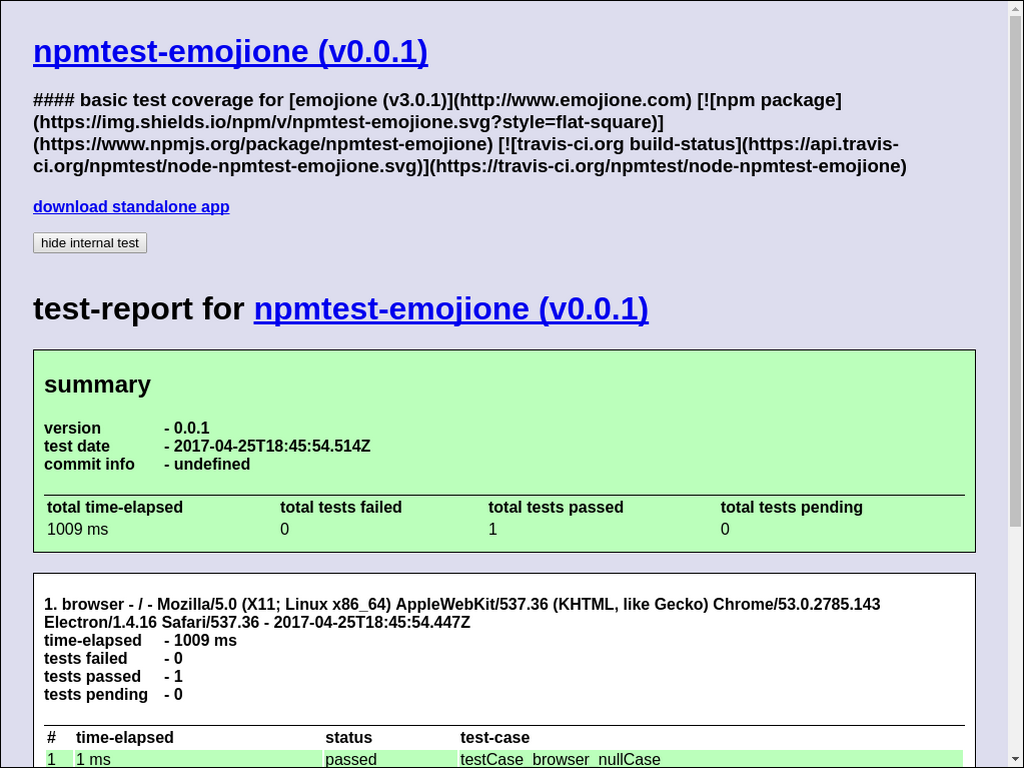 npmtest-emojione (v0.0.1)
#### basic test coverage for [emojione (v3.0.1)](http://www.emojione.com) [![npm package]
(https://img.shields.io/npm/v/npmtest-emojione.svg?style=flat-square)]
(https://www.npmjs.org/package/npmtest-emojione) [![travis-ci.org build-status](https://api.travis-
ci.org/npmtest/node-npmtest-emojione.svg)](https://travis-ci.org/npmtest/node-npmtest-emojione)
download standalone app
hide internal test
test-report for npmtest-emojione (v0.0.1)
summary
version - 0.0.1
test date - 2017-04-25T18:45:54.514Z
commit info - undefined
total time-elapsed total tests failed total tests passed total tests pending
1009 ms 0 1 0
1. browser - / - Mozilla/5.0 (X11; Linux x86_64) AppleWebKit/537.36 (KHTML, like Gecko) Chrome/53.0.2785.143
Electron/1.4.16 Safari/537.36 - 2017-04-25T18:45:54.447Z
time-elapsed - 1009 ms
tests failed - 0
tests passed - 1
tests pending - 0
# time-elapsed status test-case
1 1 ms passed testCase_browser_nullCase